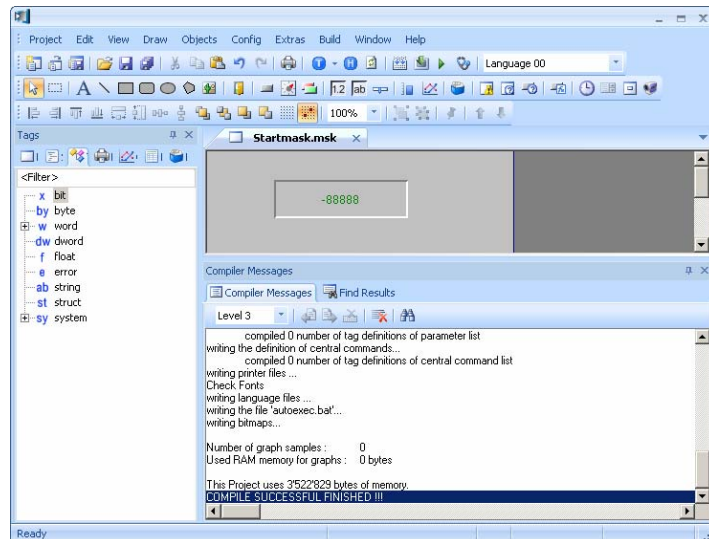 Project Edit View Draw Objects Config Extras Build Window Help
Language 00
A 1.2 ab
100%
Tags
Startmask.msk
<Filter>
x bit
by byte
w word
dw dword
f float
e error
ab string
st struct
sy system
-88888
Compiler Messages
Compiler Messages Find Results
Level 3
compiled 0 number of tag definitions of parameter list
writing the definition of central commands...
compiled 0 number of tag definitions of central command list
writing printer files ...
Check Fonts
writing language files ...
writing the file 'autoexec.bat'...
writing bitmaps...
Number of graph samples : 0
Used RAM memory for graphs : 0 bytes
This Project uses 3'522'829 bytes of memory.
COMPILE SUCCESSFUL FINISHED !!!
Ready